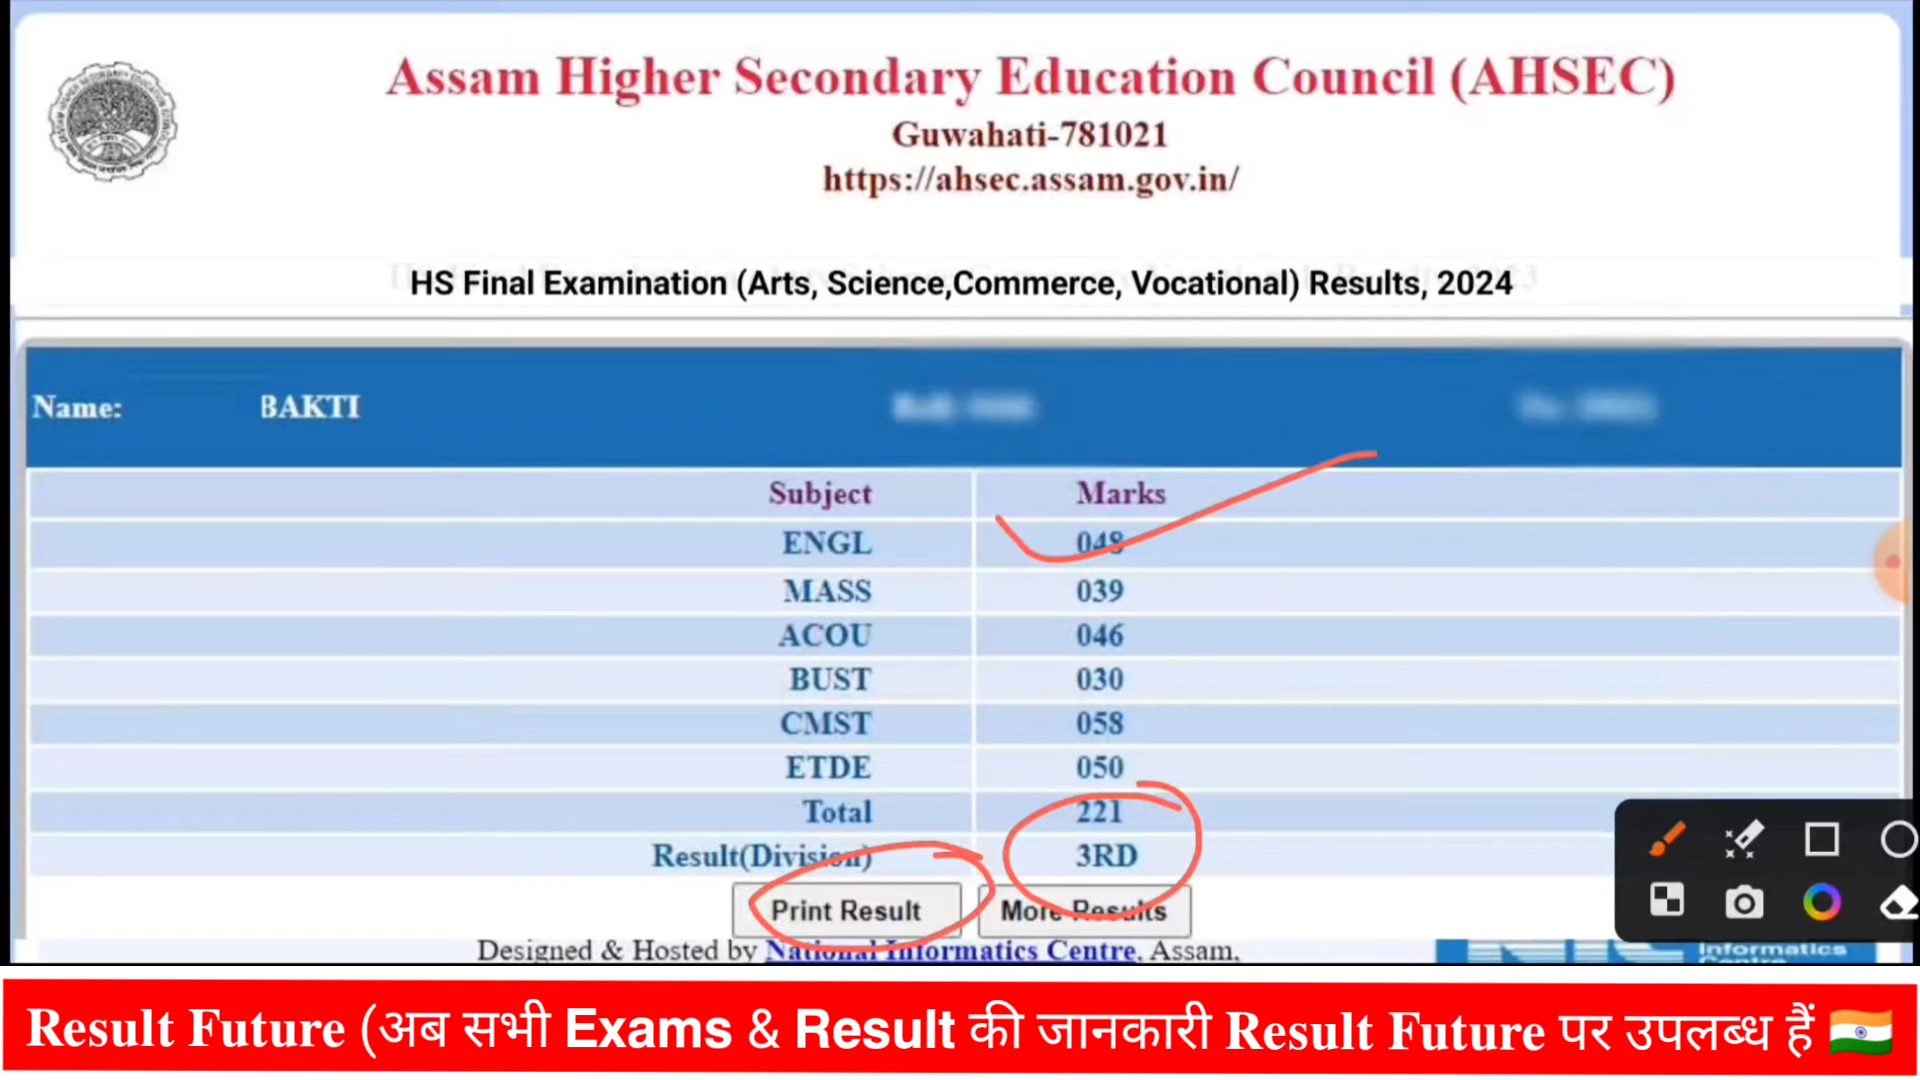 Assam Higher Secondary Education Council (AHSEC)
Guwahati-781021
https://ahsec.assam.gov.in/
HS Final Examination (Arts, Science,Commerce, Vocational) Results, 2024
Name: BAKTI
Subject Marks
ENGL 048
MASS 039
ACOU 046
BUST 030
CMST 058
ETDE 050
Total 221
Result(Division) 3RD
Print Result More Results
Designed & Hosted by National Informatics Centre, Assam,
Informatics
Centre
Result Future (अब सभी Exams & Result की जानकारी Result Future पर उपलब्ध हैं